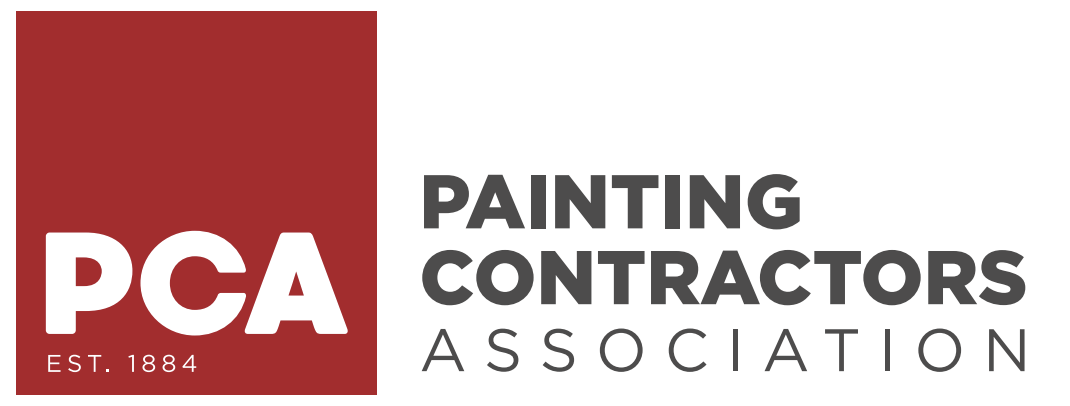 PCA
EST. 1884
PAINTING
CONTRACTORS
ASSOCIATION